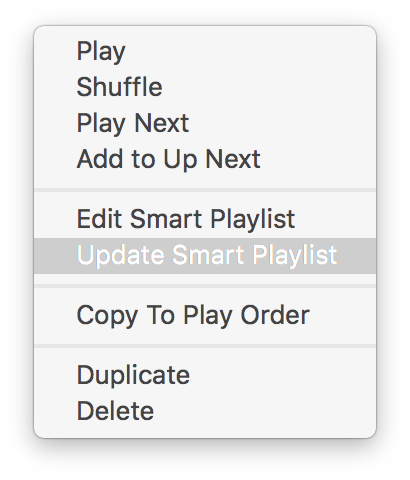 Play
Shuffle
Play Next
Add to Up Next
Edit Smart Playlist
Update Smart Playlist
Copy To Play Order
Duplicate
Delete